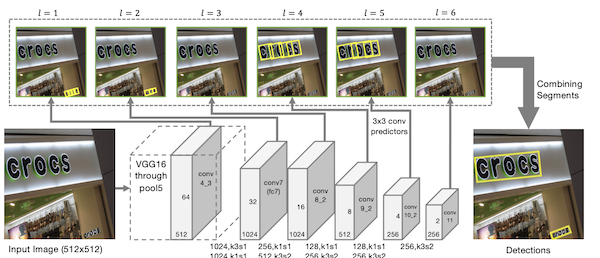 l = 1 l = 2 l = 3 l = 4 l = 5 l = 6
crocs crocs crocs crocs crocs crocs
Combining
Segments
3x3 conv
predictors
VGG16
through
pool5
conv
4_3
64
512
conv7
(fc7)
32
1024
conv
8_2
16
1024
conv
9_2
8
512
conv
10_2
4
256
conv
11
2
256
crocs
crocs
Input Image (512x512)
1024,k3s1 256,k1s1 128,k1s1 128,k1s1 256,k3s2
1024,k1s1 512,k3s2 256,k3s2 256,k3s2
Detections